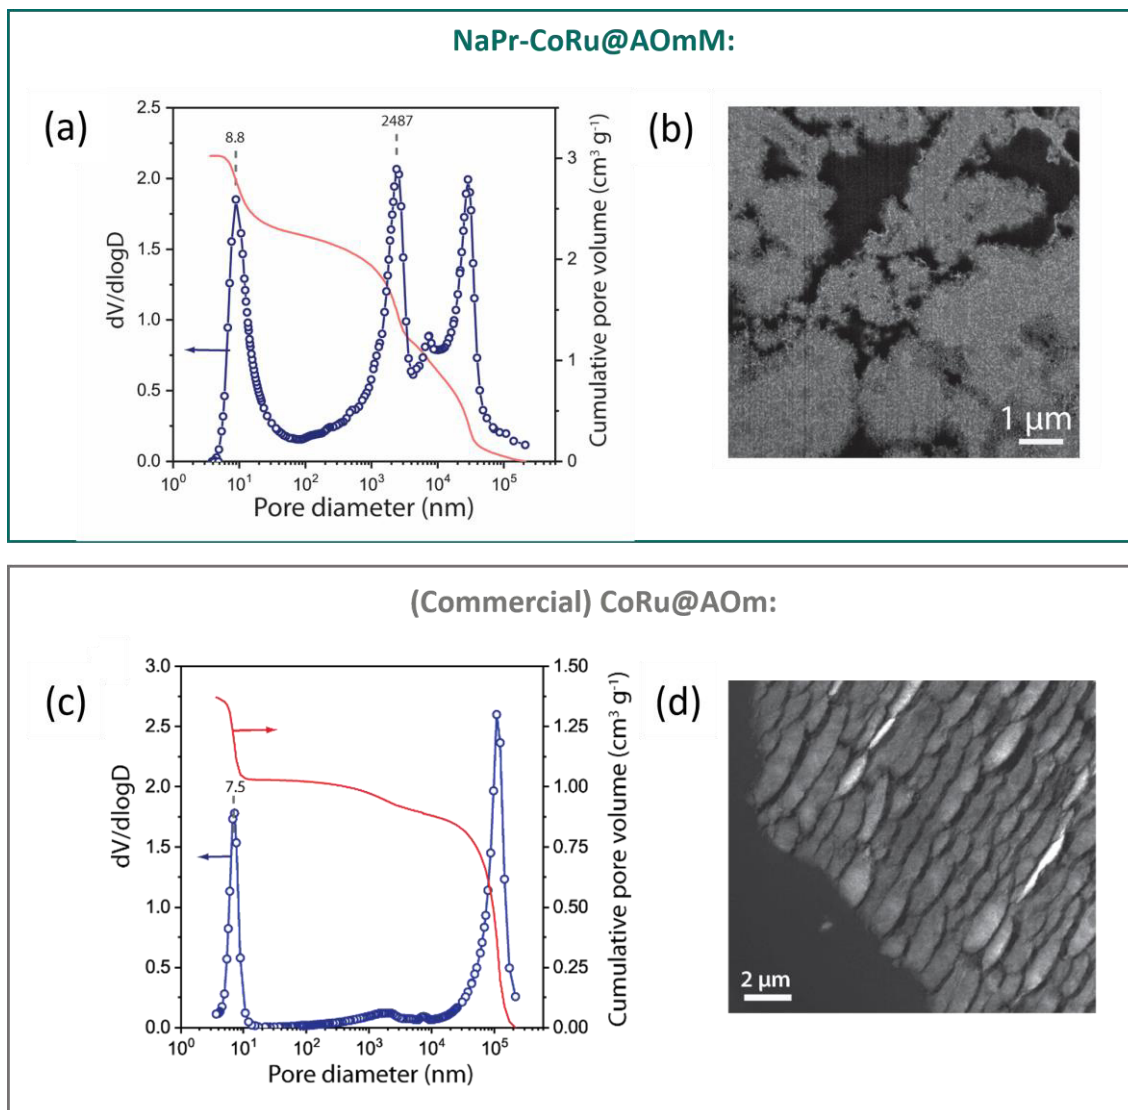 NaPr-CoRu@AOmM:
(a)
8.8
2487
2.5
2.0
1.5
1.0
0.5
0.0
dV/dlogD
3
2
1
0
Cumulative pore volume (cm³ g⁻¹)
10⁰ 10¹ 10² 10³ 10⁴ 10⁵
Pore diameter (nm)
(b)
1 μm
(Commercial) CoRu@AOm:
(c)
7.5
3.0
2.5
2.0
1.5
1.0
0.5
0.0
dV/dlogD
1.50
1.25
1.00
0.75
0.50
0.25
0.00
Cumulative pore volume (cm³ g⁻¹)
10⁰ 10¹ 10² 10³ 10⁴ 10⁵
Pore diameter (nm)
(d)
2 μm